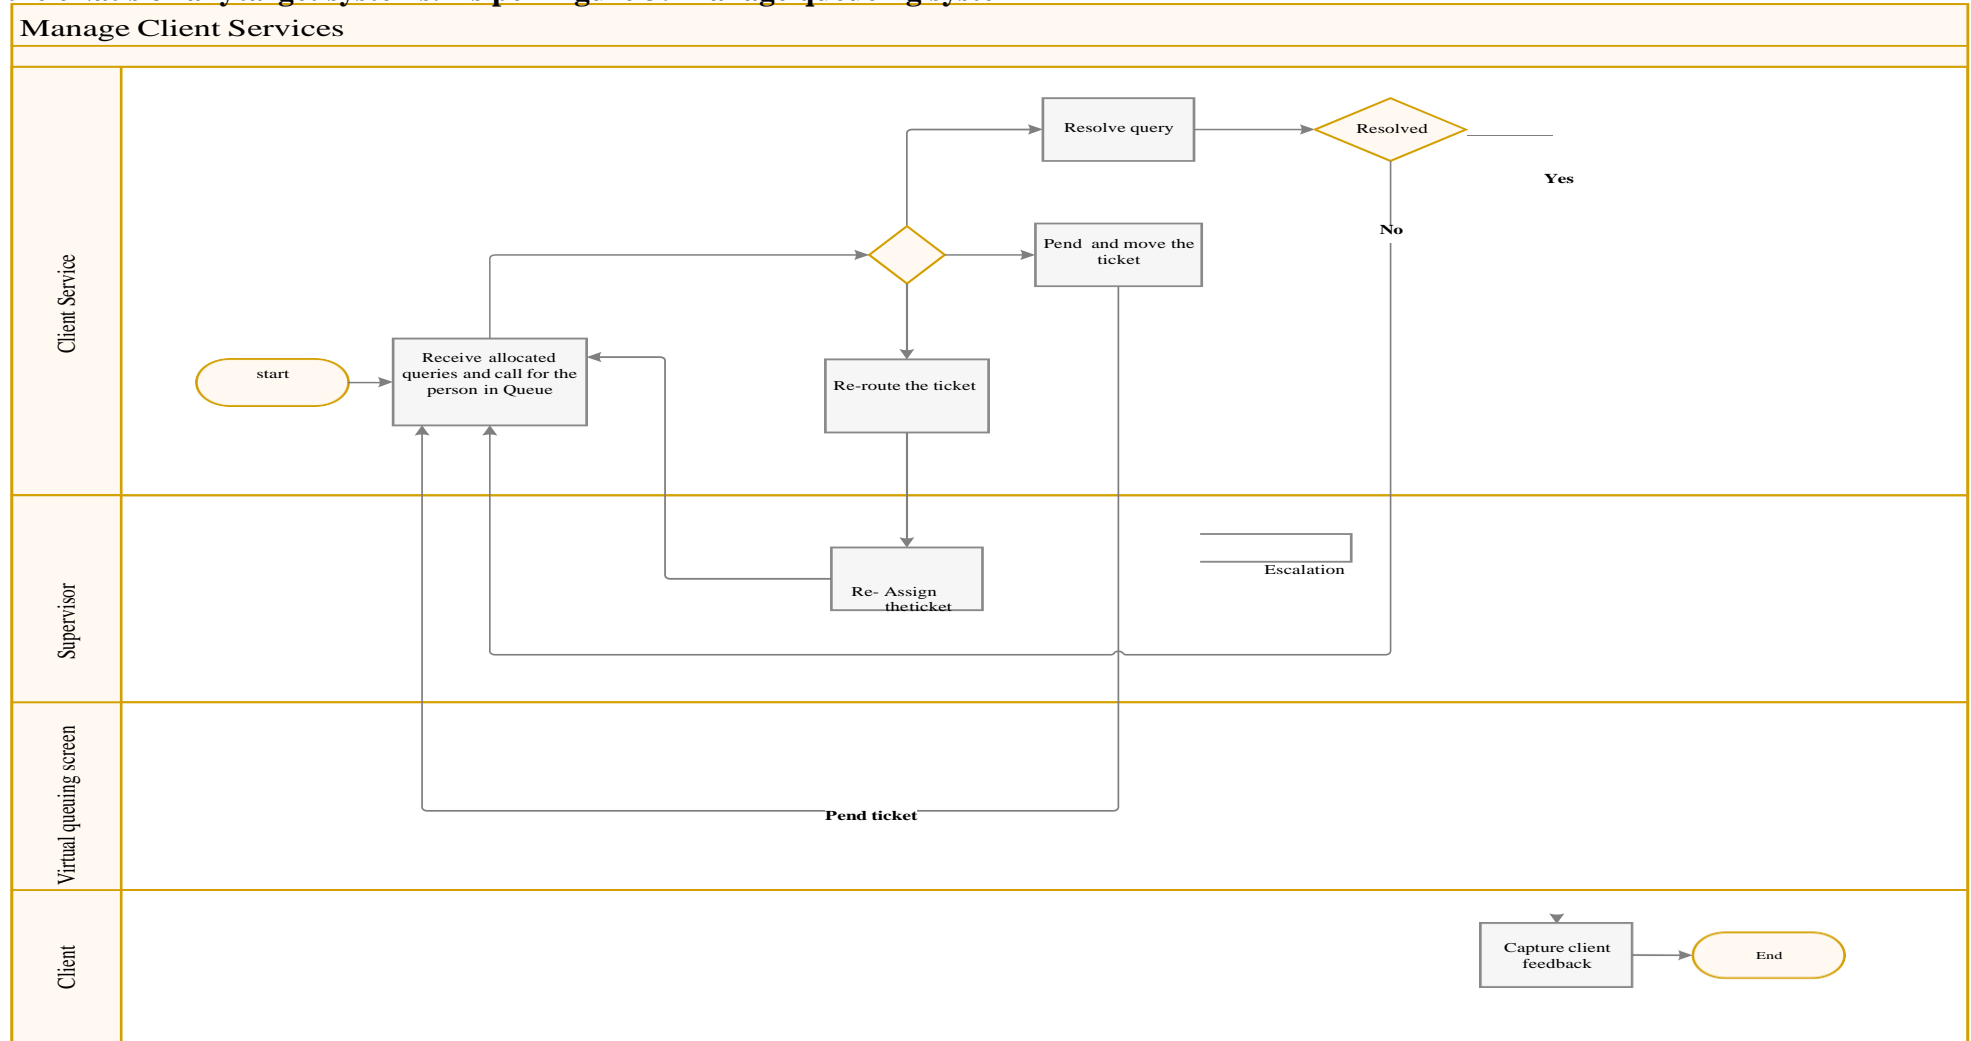 Manage Client Services
Client Service
Resolve query
Resolved
Yes
No
Pend and move the
ticket
Receive allocated
queries and call for the
person in Queue
start
Re-route the ticket
Supervisor
Escalation
Re- Assign
theticket
Virtual queuing screen
Pend ticket
Client
Capture client
feedback
End